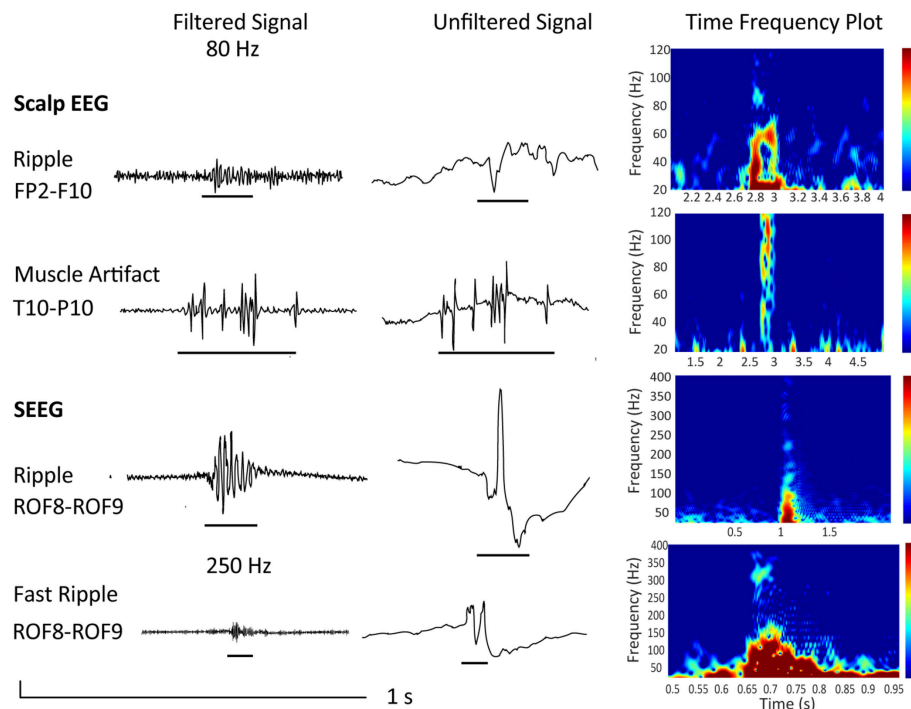 Filtered Signal
Unfiltered Signal
Time Frequency Plot
80 Hz
Scalp EEG
Ripple
FP2-F10
Frequency (Hz)
120
100
80
60
40
20
2.2 2.4 2.6 2.8 3 3.2 3.4 3.6 3.8 4
Muscle Artifact
T10-P10
Frequency (Hz)
120
100
80
60
40
20
1.5 2 2.5 3 3.5 4 4.5
SEEG
Ripple
ROF8-ROF9
Frequency (Hz)
400
350
300
250
200
150
100
50
0.5 1 1.5
250 Hz
Fast Ripple
ROF8-ROF9
Frequency (Hz)
400
350
300
250
200
150
100
50
0.5 0.55 0.6 0.65 0.7 0.75 0.8 0.85 0.9 0.95
Time (s)
1 s